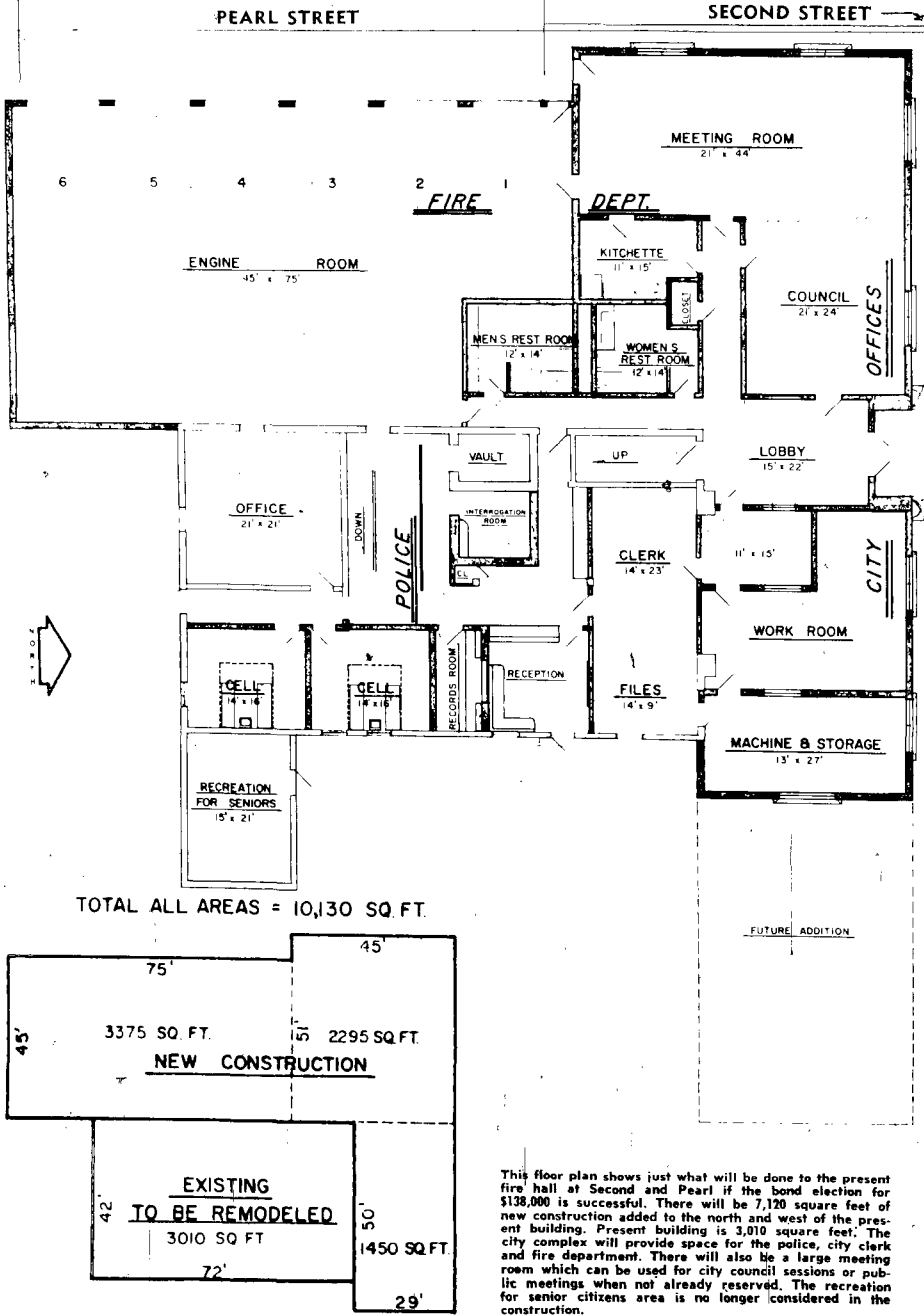 PEARL STREET
SECOND STREET
MEETING ROOM
21' x 44'
6 5 4 3 2 1
FIRE DEPT.
ENGINE ROOM
45' x 75'
KITCHETTE
11' x 15'
CLOSET
COUNCIL
21' x 24'
OFFICES
MEN'S REST ROOM
12' x 14'
WOMEN'S
REST ROOM
12' x 14'
VAULT
UP
LOBBY
15' x 22'
OFFICE
21' x 21'
DOWN
POLICE
INTERROGATION
ROOM
CL
CLERK
14' x 23'
11' x 15'
CITY
WORK ROOM
NORTH
CELL
14' x 16'
CELL
14' x 16'
RECORDS ROOM
RECEPTION
FILES
14' x 9'
MACHINE & STORAGE
13' x 27'
RECREATION
FOR SENIORS
15' x 21'
FUTURE ADDITION
TOTAL ALL AREAS = 10,130 SQ. FT.
45'
75'
45'
3375 SQ. FT.
51'
2295 SQ FT.
NEW CONSTRUCTION
42'
EXISTING
TO BE REMODELED
3010 SQ FT
72'
50'
1450 SQ FT.
29'
This floor plan shows just what will be done to the present
fire hall at Second and Pearl if the bond election for
$138,000 is successful. There will be 7,120 square feet of
new construction added to the north and west of the pres-
ent building. Present building is 3,010 square feet. The
city complex will provide space for the police, city clerk
and fire department. There will also be a large meeting
room which can be used for city council sessions or pub-
lic meetings when not already reserved. The recreation
for senior citizens area is no longer considered in the
construction.